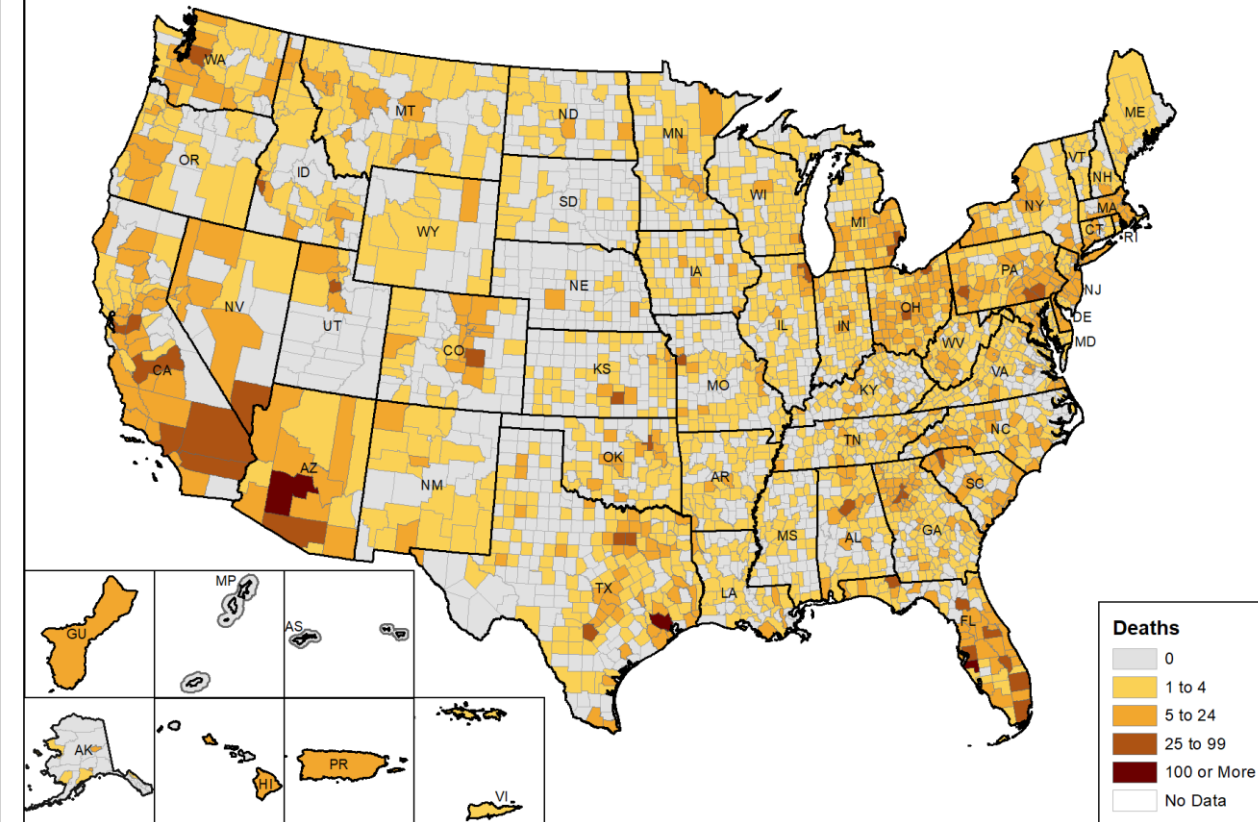 WA
MT
ND
MN
ME
OR
ID
SD
WI
VT
NH
NY
MA
CT
RI
WY
MI
IA
PA
NJ
NV
UT
NE
IL
IN
OH
DE
MD
CO
WV
VA
CA
KS
MO
KY
AZ
NM
OK
AR
TN
NC
SC
MS
AL
GA
TX
LA
FL
GU
MP
AS
AK
HI
PR
VI
Deaths
0
1 to 4
5 to 24
25 to 99
100 or More
No Data